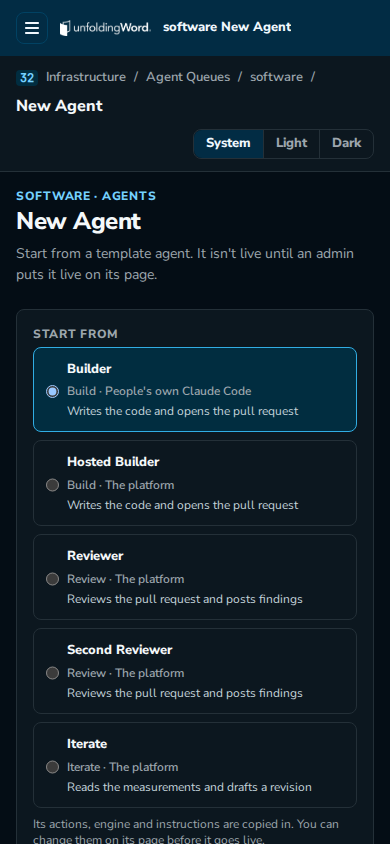 unfoldingWord. software New Agent
32 Infrastructure / Agent Queues / software /
New Agent
System Light Dark
SOFTWARE · AGENTS
New Agent
Start from a template agent. It isn't live until an admin
puts it live on its page.
START FROM
Builder
Build · People's own Claude Code
Writes the code and opens the pull request
Hosted Builder
Build · The platform
Writes the code and opens the pull request
Reviewer
Review · The platform
Reviews the pull request and posts findings
Second Reviewer
Review · The platform
Reviews the pull request and posts findings
Iterate
Iterate · The platform
Reads the measurements and drafts a revision
Its actions, engine and instructions are copied in. You can
change them on its page before it goes live.